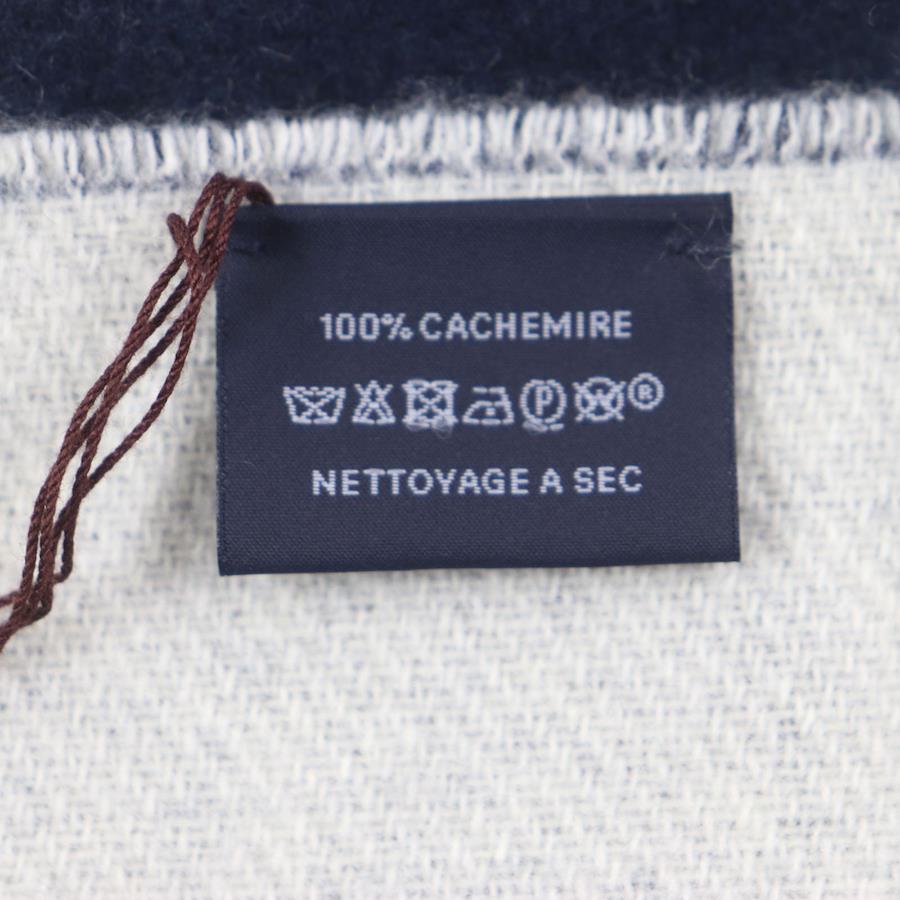 100% CACHEMIRE
P W ®
NETTOYAGE A SEC